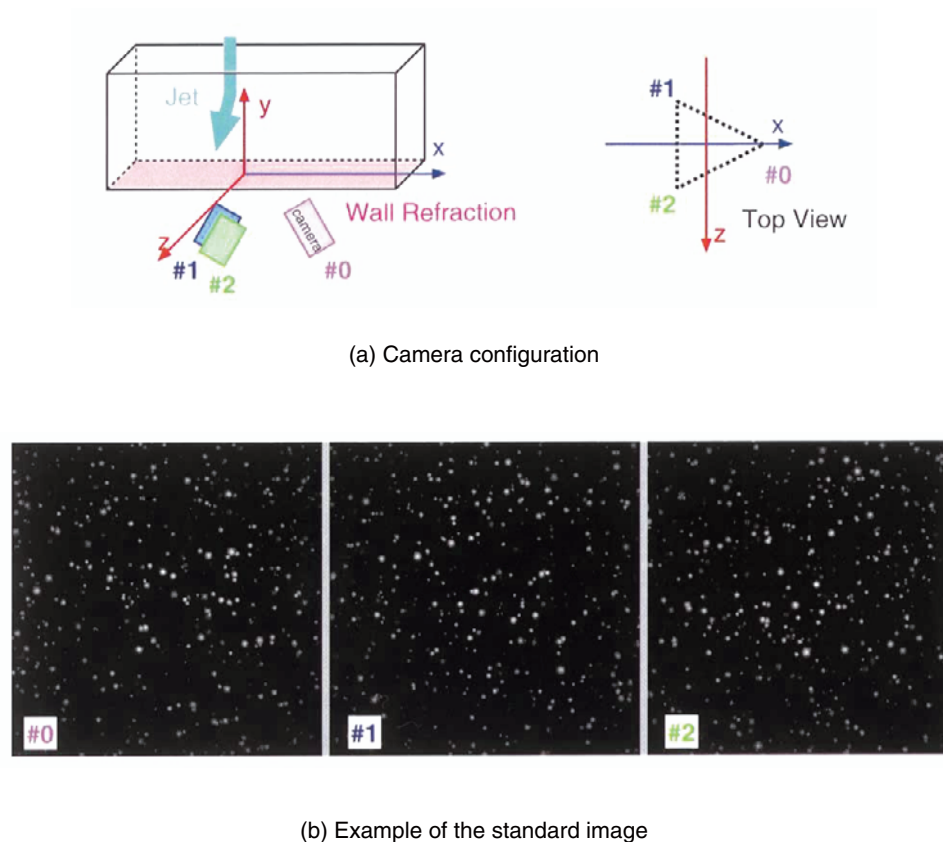 Jet
y
x
Wall Refraction
camera
z
#1
#2
#0
#1
x
#0
#2
Top View
z
(a) Camera configuration
#0
#1
#2
(b) Example of the standard image